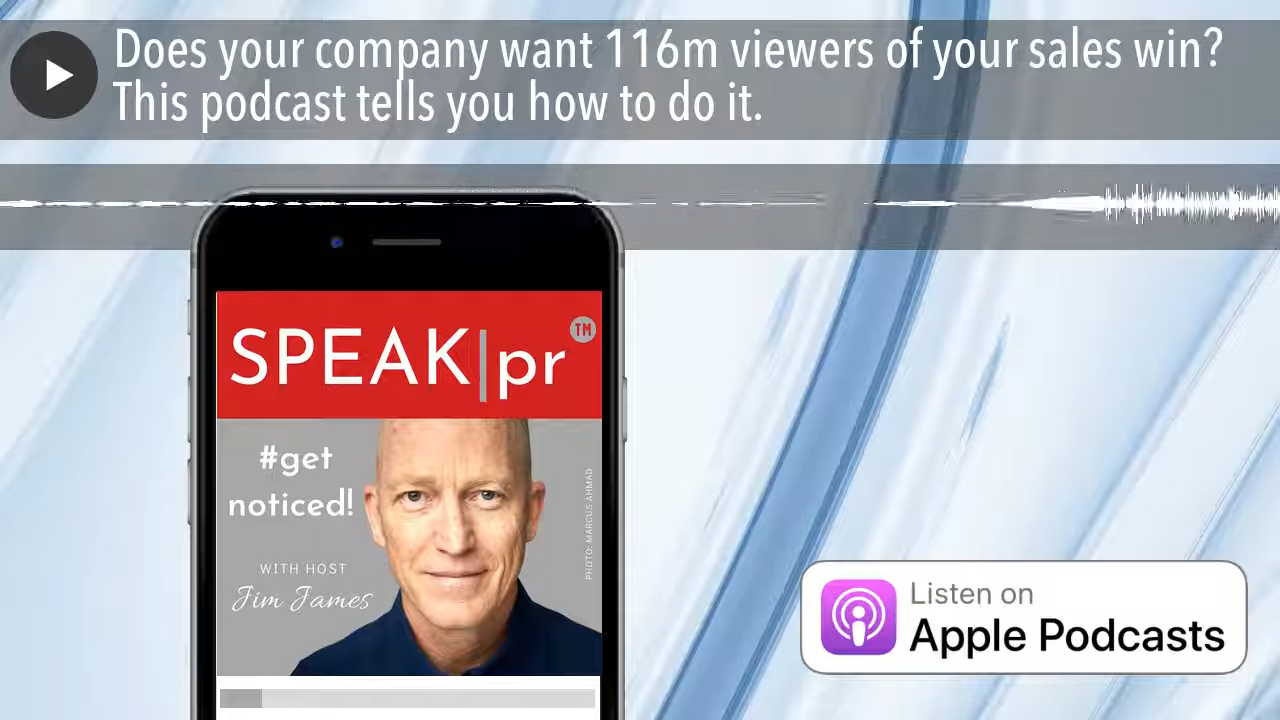 Does your company want 116m viewers of your sales win?
This podcast tells you how to do it.
SPEAK|pr
TM
#get
noticed!
WITH HOST
Jim James
PHOTO: MARCUS AHMAD
Listen on
Apple Podcasts